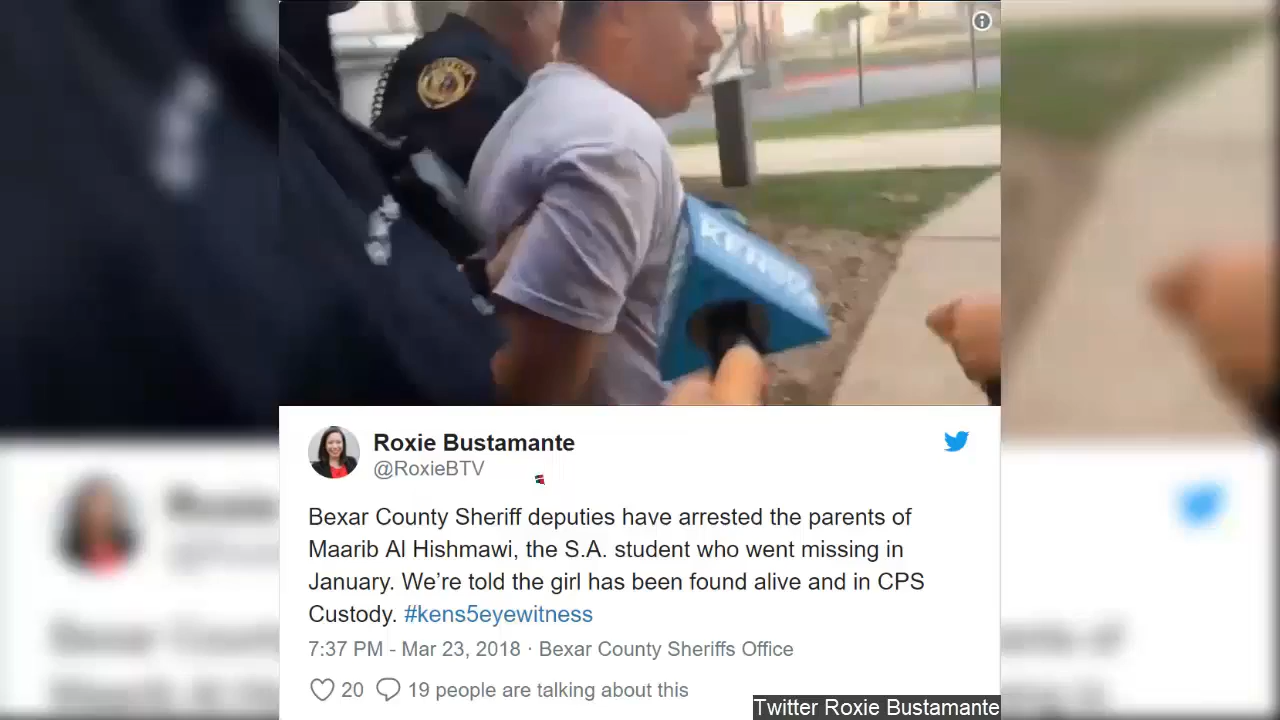 KENS 5
Roxie Bustamante
@RoxieBTV
Bexar County Sheriff deputies have arrested the parents of
Maarib Al Hishmawi, the S.A. student who went missing in
January. We’re told the girl has been found alive and in CPS
Custody. #kens5eyewitness
7:37 PM - Mar 23, 2018 · Bexar County Sheriffs Office
20 19 people are talking about this
Twitter Roxie Bustamante